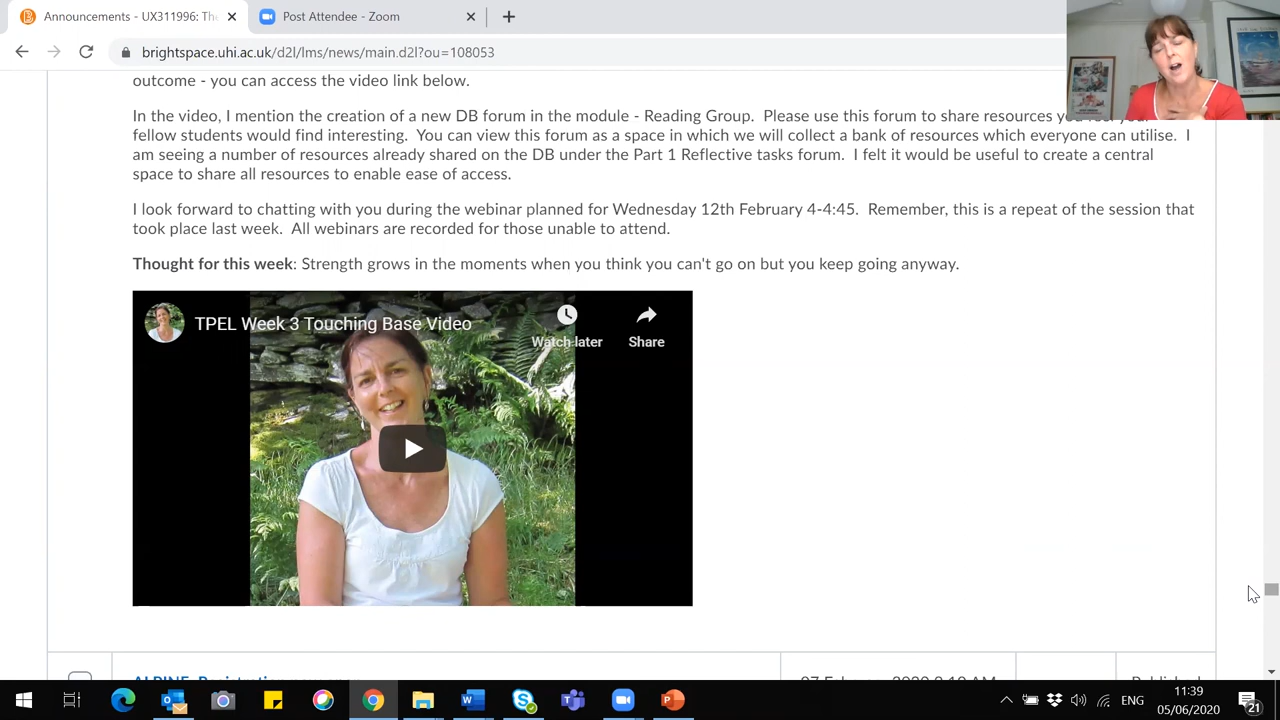 Announcements - UX311996: The
Post Attendee - Zoom
brightspace.uhi.ac.uk/d2l/lms/news/main.d2l?ou=108053
outcome - you can access the video link below.
In the video, I mention the creation of a new DB forum in the module - Reading Group. Please use this forum to share resources
fellow students would find interesting. You can view this forum as a space in which we will collect a bank of resources which everyone can utilise. I
am seeing a number of resources already shared on the DB under the Part 1 Reflective tasks forum. I felt it would be useful to create a central
space to share all resources to enable ease of access.
I look forward to chatting with you during the webinar planned for Wednesday 12th February 4-4:45. Remember, this is a repeat of the session that
took place last week. All webinars are recorded for those unable to attend.
Thought for this week: Strength grows in the moments when you think you can't go on but you keep going anyway.
TPEL Week 3 Touching Base Video
Watch later
Share
07 February 2020 9:10 AM
ENG
11:39
05/06/2020
21